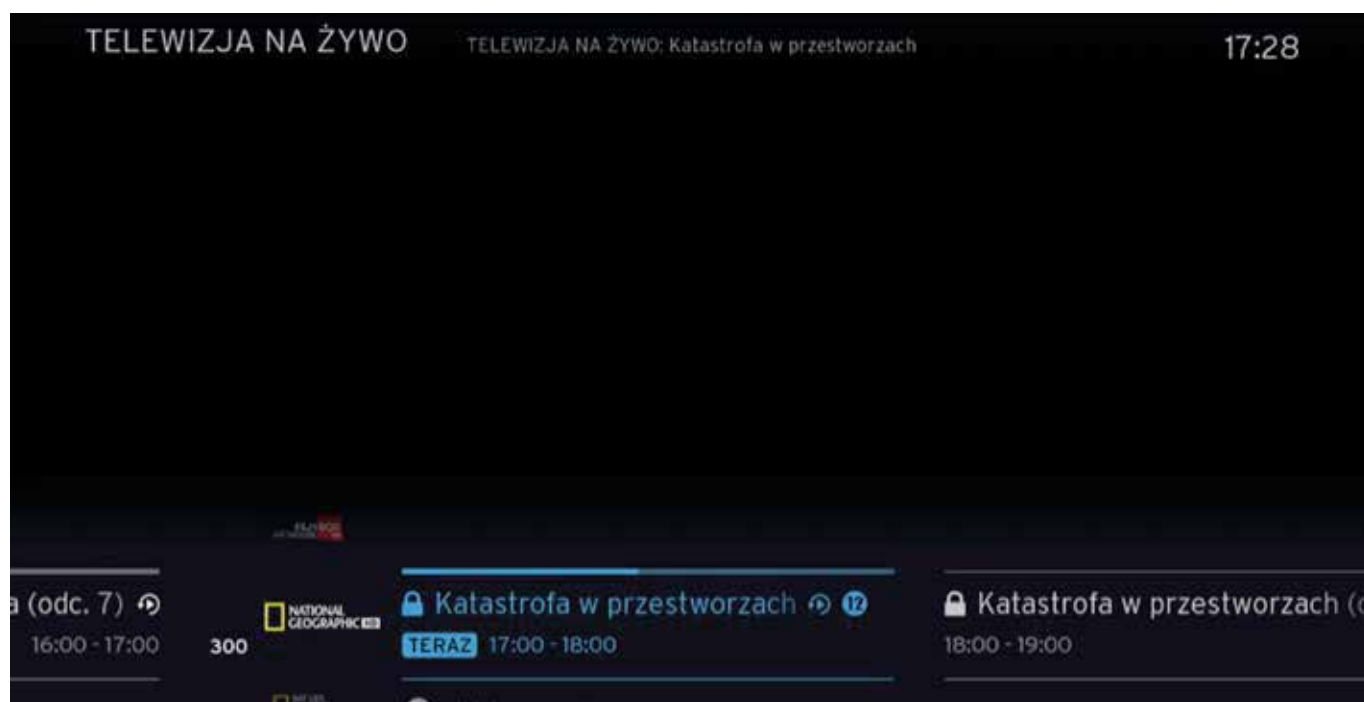 TELEWIZJA NA ŻYWO
TELEWIZJA NA ŻYWO: Katastrofa w przestworzach
17:28
a (odc. 7)
16:00 - 17:00
300
NATIONAL
GEOGRAPHIC HD
Katastrofa w przestworzach 12
TERAZ 17:00 - 18:00
Katastrofa w przestworzach (
18:00 - 19:00